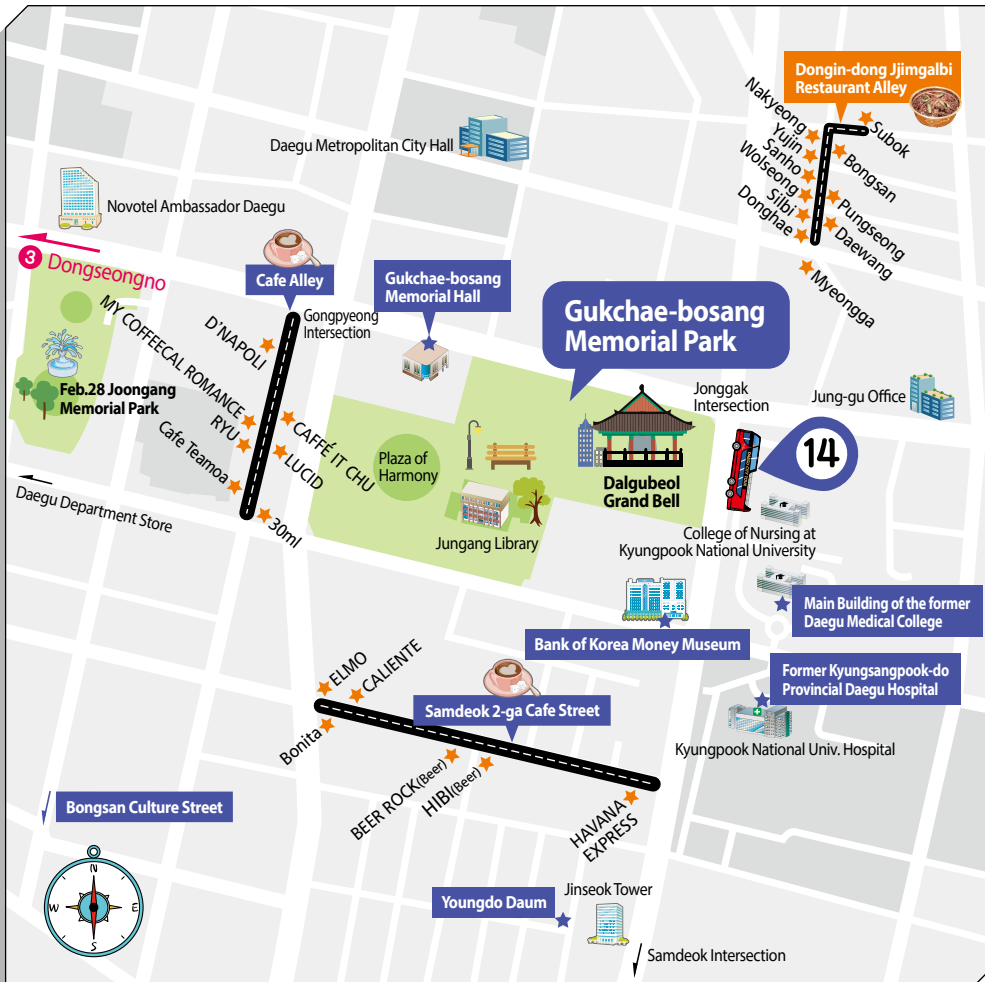 Dongin-dong Jjimgalbi
Restaurant Alley
Nakyeong
Yujin
Sanho
Wolseong
Silbi
Donghae
Subok
Bongsan
Pungseong
Daewang
Myeongga
Daegu Metropolitan City Hall
Novotel Ambassador Daegu
3 Dongseongno
Cafe Alley
Gongpyeong
Intersection
Gukchae-bosang
Memorial Hall
Gukchae-bosang
Memorial Park
Jonggak
Intersection
Jung-gu Office
14
D'NAPOLI
MY COFFEECAL ROMANCE
RYU
Cafe Teamoa
CAFFÉ IT CHU
LUCID
30ml
Feb.28 Joongang
Memorial Park
Daegu Department Store
Plaza of
Harmony
Jungang Library
Dalgubeol
Grand Bell
College of Nursing at
Kyungpook National University
Main Building of the former
Daegu Medical College
Bank of Korea Money Museum
Former Kyungsangpook-do
Provincial Daegu Hospital
Kyungpook National Univ. Hospital
ELMO
CALIENTE
Bonita
Samdeok 2-ga Cafe Street
BEER ROCK(Beer)
HIBI(Beer)
HAVANA
EXPRESS
Bongsan Culture Street
N
W
E
S
Youngdo Daum
Jinseok Tower
Samdeok Intersection